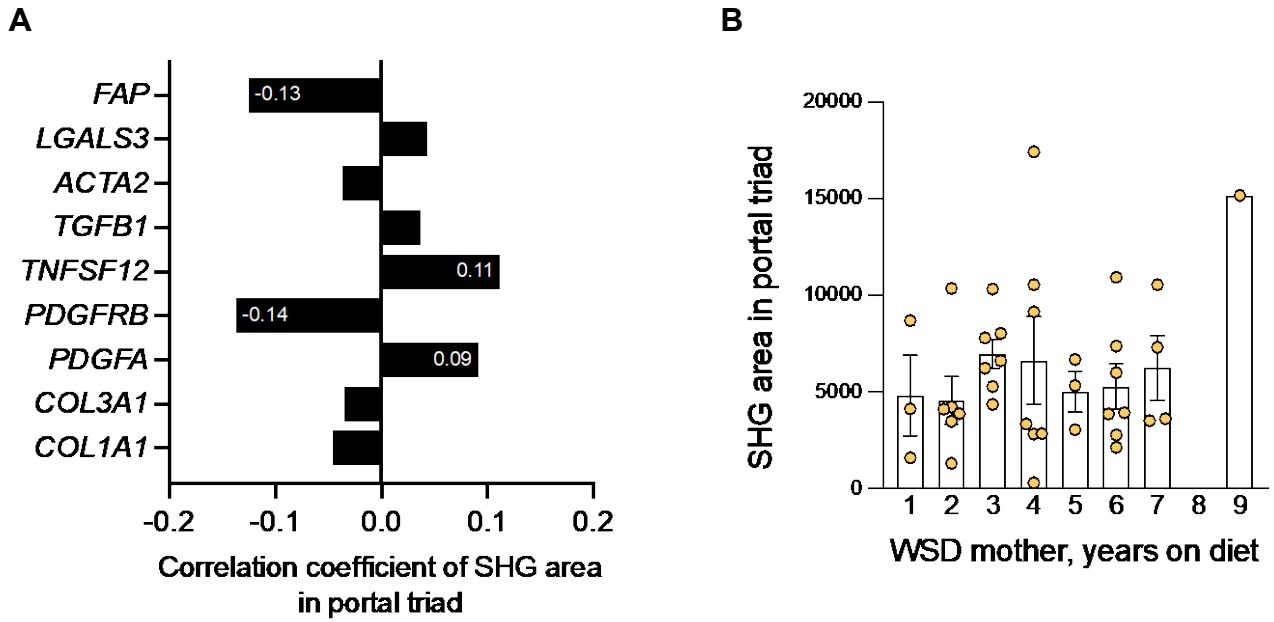 A
FAP
-0.13
LGALS3
ACTA2
TGFB1
TNFSF12
0.11
PDGFRB
-0.14
PDGFA
0.09
COL3A1
COL1A1
-0.2 -0.1 0.0 0.1 0.2
Correlation coefficient of SHG area
in portal triad
B
SHG area in portal triad
20000
15000
10000
5000
0
1 2 3 4 5 6 7 8 9
WSD mother, years on diet